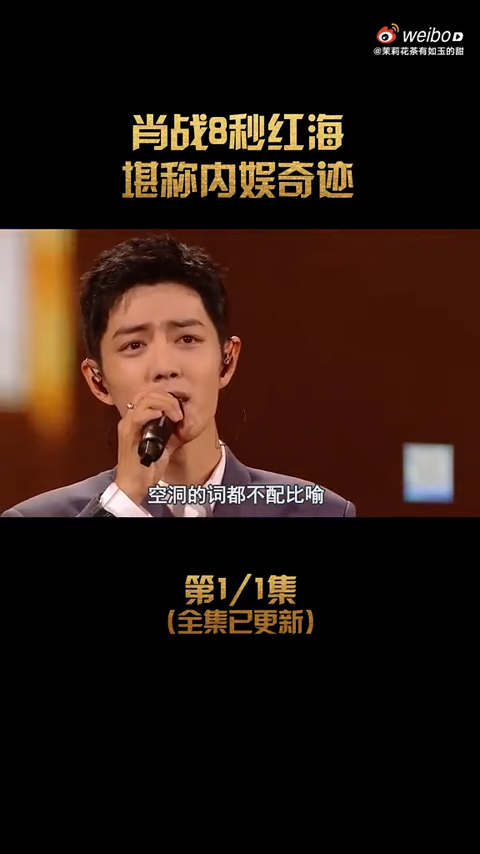 weibo
@茉莉花茶有如玉的甜
肖战8秒红海
堪称内娱奇迹
空洞的词都不配比喻
第1/1集
(全集已更新)